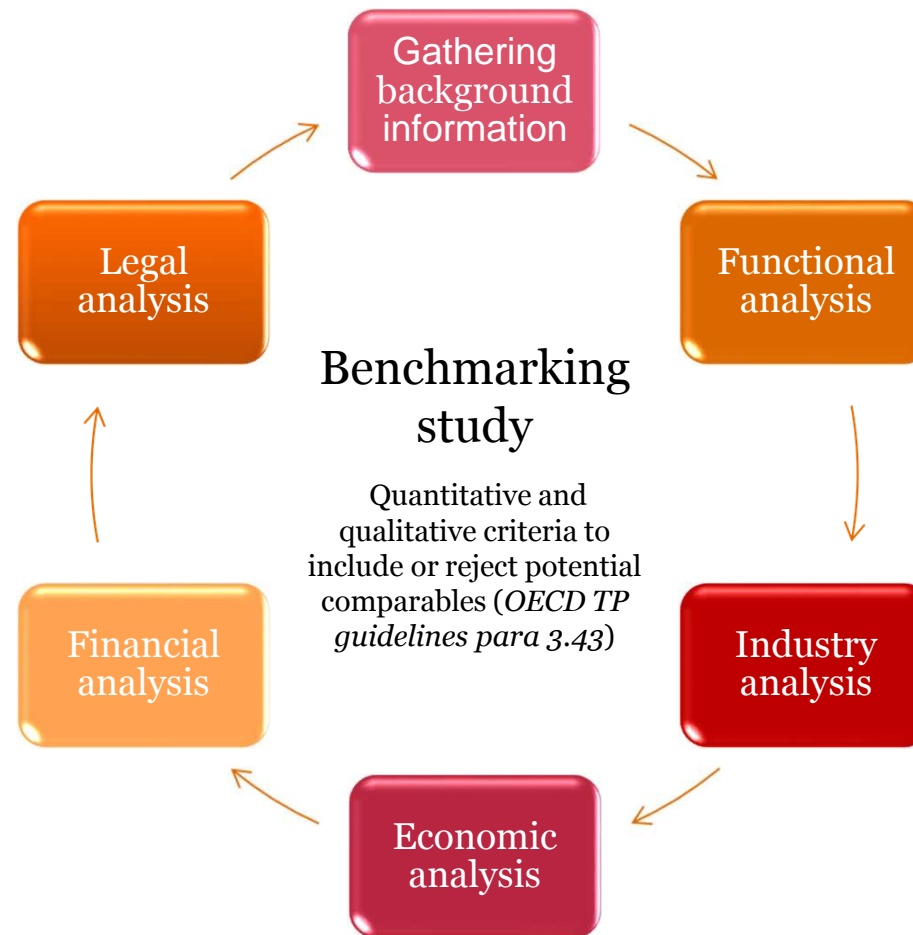 Gathering
background
information
Functional
analysis
Industry
analysis
Economic
analysis
Financial
analysis
Legal
analysis
Benchmarking
study
Quantitative and
qualitative criteria to
include or reject potential
comparables (OECD TP
guidelines para 3.43)